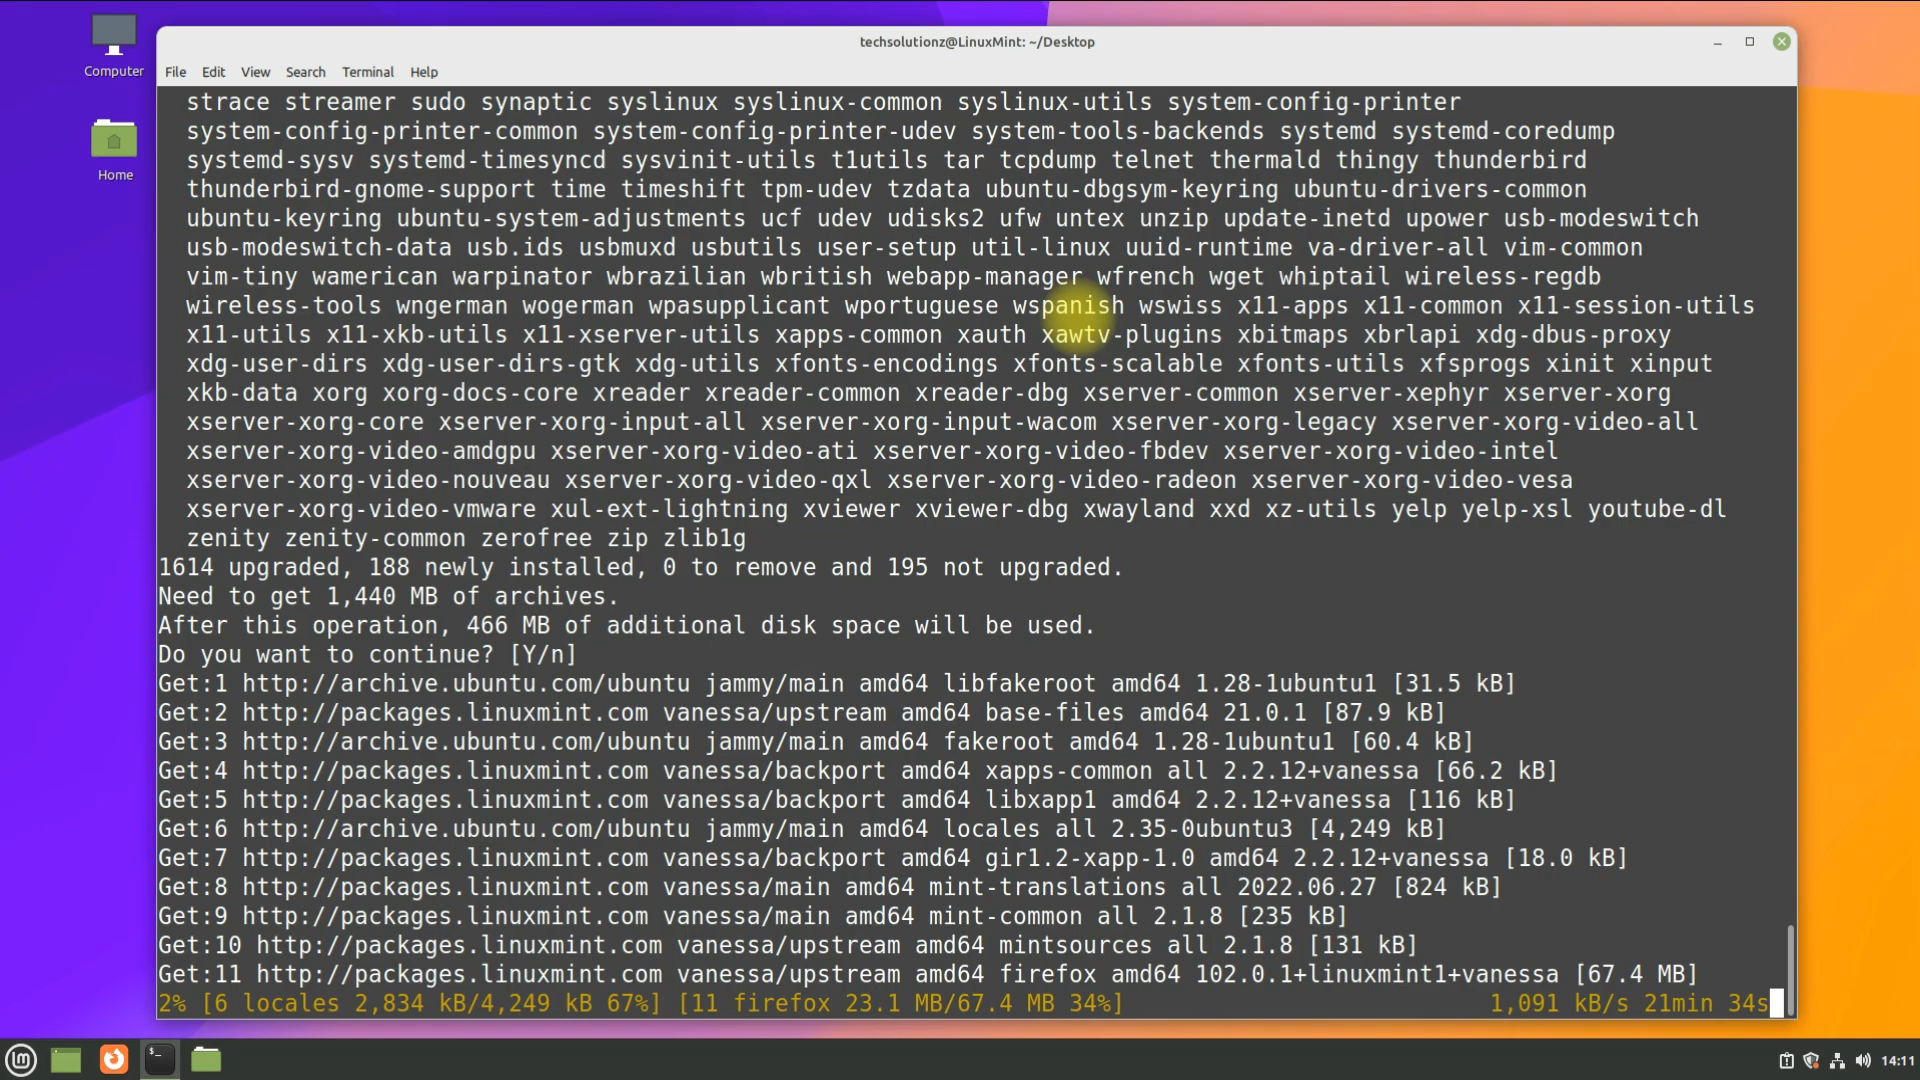 techsolutionz@LinuxMint: ~/Desktop
Computer
Home
File Edit View Search Terminal Help
strace streamer sudo synaptic syslinux syslinux-common syslinux-utils system-config-printer
system-config-printer-common system-config-printer-udev system-tools-backends systemd systemd-coredump
systemd-sysv systemd-timesyncd sysvinit-utils t1utils tar tcpdump telnet thermald thingy thunderbird
thunderbird-gnome-support time timeshift tpm-udev tzdata ubuntu-dbgsym-keyring ubuntu-drivers-common
ubuntu-keyring ubuntu-system-adjustments ucf udev udisks2 ufw untex unzip update-inetd upower usb-modeswitch
usb-modeswitch-data usb.ids usbmuxd usbutils user-setup util-linux uuid-runtime va-driver-all vim-common
vim-tiny wamerican warpinator wbrazilian wbritish webapp-manager wfrench wget whiptail wireless-regdb
wireless-tools wngerman wogerman wpasupplicant wportuguese wspanish wswiss x11-apps x11-common x11-session-utils
x11-utils x11-xkb-utils x11-xserver-utils xapps-common xauth xawtv-plugins xbitmaps xbrlapi xdg-dbus-proxy
xdg-user-dirs xdg-user-dirs-gtk xdg-utils xfonts-encodings xfonts-scalable xfonts-utils xfsprogs xinit xinput
xkb-data xorg xorg-docs-core xreader xreader-common xreader-dbg xserver-common xserver-xephyr xserver-xorg
xserver-xorg-core xserver-xorg-input-all xserver-xorg-input-wacom xserver-xorg-legacy xserver-xorg-video-all
xserver-xorg-video-amdgpu xserver-xorg-video-ati xserver-xorg-video-fbdev xserver-xorg-video-intel
xserver-xorg-video-nouveau xserver-xorg-video-qxl xserver-xorg-video-radeon xserver-xorg-video-vesa
xserver-xorg-video-vmware xul-ext-lightning xviewer xviewer-dbg xwayland xxd xz-utils yelp yelp-xsl youtube-dl
zenity zenity-common zerofree zip zlib1g
1614 upgraded, 188 newly installed, 0 to remove and 195 not upgraded.
Need to get 1,440 MB of archives.
After this operation, 466 MB of additional disk space will be used.
Do you want to continue? [Y/n]
Get:1 http://archive.ubuntu.com/ubuntu jammy/main amd64 libfakeroot amd64 1.28-1ubuntu1 [31.5 kB]
Get:2 http://packages.linuxmint.com vanessa/upstream amd64 base-files amd64 21.0.1 [87.9 kB]
Get:3 http://archive.ubuntu.com/ubuntu jammy/main amd64 fakeroot amd64 1.28-1ubuntu1 [60.4 kB]
Get:4 http://packages.linuxmint.com vanessa/backport amd64 xapps-common all 2.2.12+vanessa [66.2 kB]
Get:5 http://packages.linuxmint.com vanessa/backport amd64 libxapp1 amd64 2.2.12+vanessa [116 kB]
Get:6 http://archive.ubuntu.com/ubuntu jammy/main amd64 locales all 2.35-0ubuntu3 [4,249 kB]
Get:7 http://packages.linuxmint.com vanessa/backport amd64 gir1.2-xapp-1.0 amd64 2.2.12+vanessa [18.0 kB]
Get:8 http://packages.linuxmint.com vanessa/main amd64 mint-translations all 2022.06.27 [824 kB]
Get:9 http://packages.linuxmint.com vanessa/main amd64 mint-common all 2.1.8 [235 kB]
Get:10 http://packages.linuxmint.com vanessa/upstream amd64 mintsources all 2.1.8 [131 kB]
Get:11 http://packages.linuxmint.com vanessa/upstream amd64 firefox amd64 102.0.1+linuxmint1+vanessa [67.4 MB]
2% [6 locales 2,834 kB/4,249 kB 67%] [11 firefox 23.1 MB/67.4 MB 34%] 1,091 kB/s 21min 34s
14:11